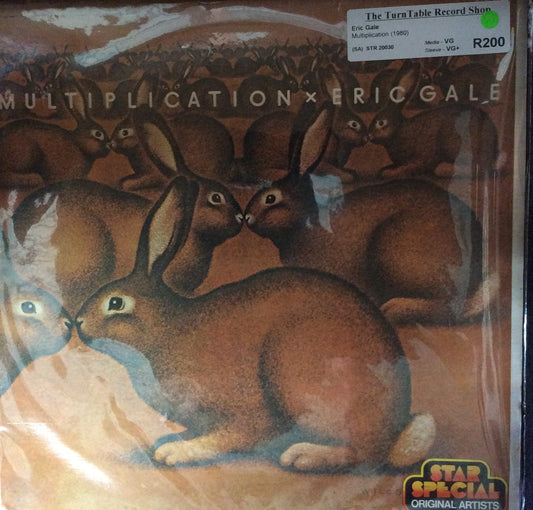 The TurnTable Record Shop
Eric Gale
Multiplication (1980)
(SA) STR 20030
Media - VG
Sleeve - VG+
R200
MULTIPLICATION × ERIC GALE
STAR
SPECIAL
ORIGINAL ARTISTS